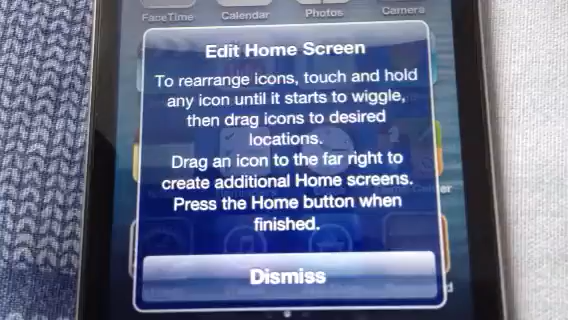 FaceTime Calendar Photos Camera
Edit Home Screen
To rearrange icons, touch and hold
any icon until it starts to wiggle,
then drag icons to desired
locations.
Drag an icon to the far right to
create additional Home screens.
Press the Home button when
finished.
Dismiss